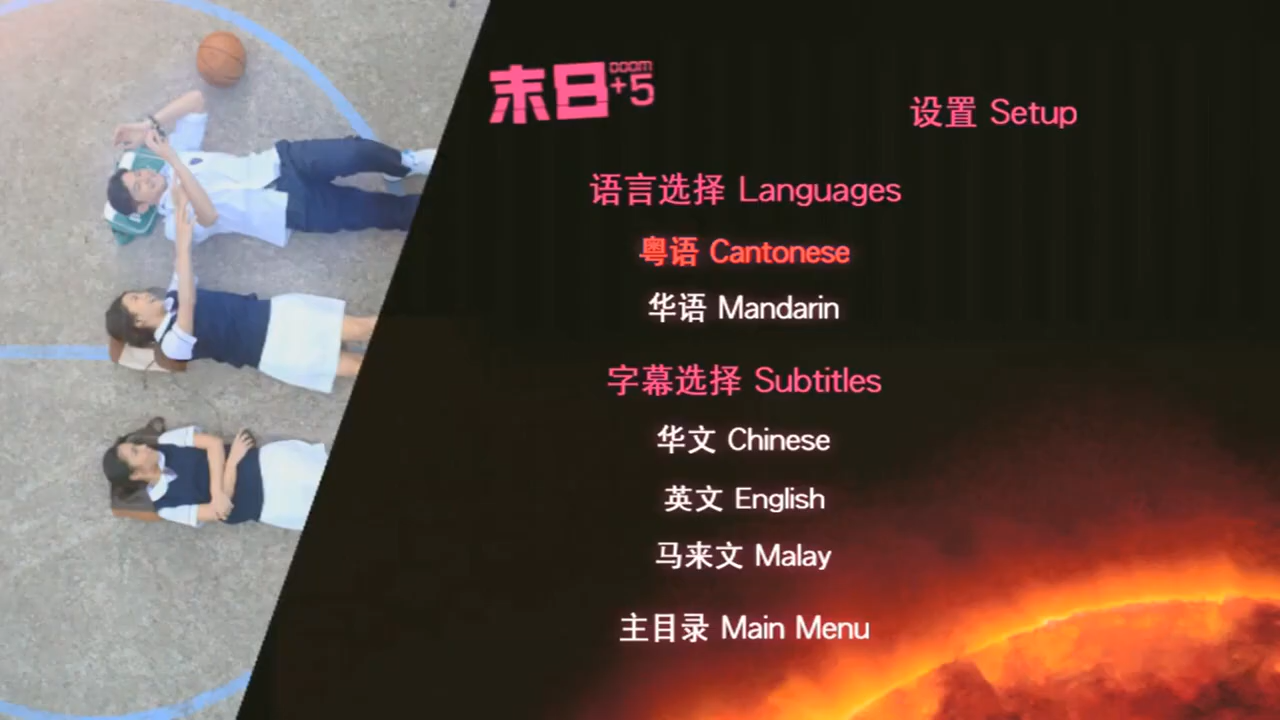 末日 DOOM +5
设置 Setup
语言选择 Languages
粤语 Cantonese
华语 Mandarin
字幕选择 Subtitles
华文 Chinese
英文 English
马来文 Malay
主目录 Main Menu